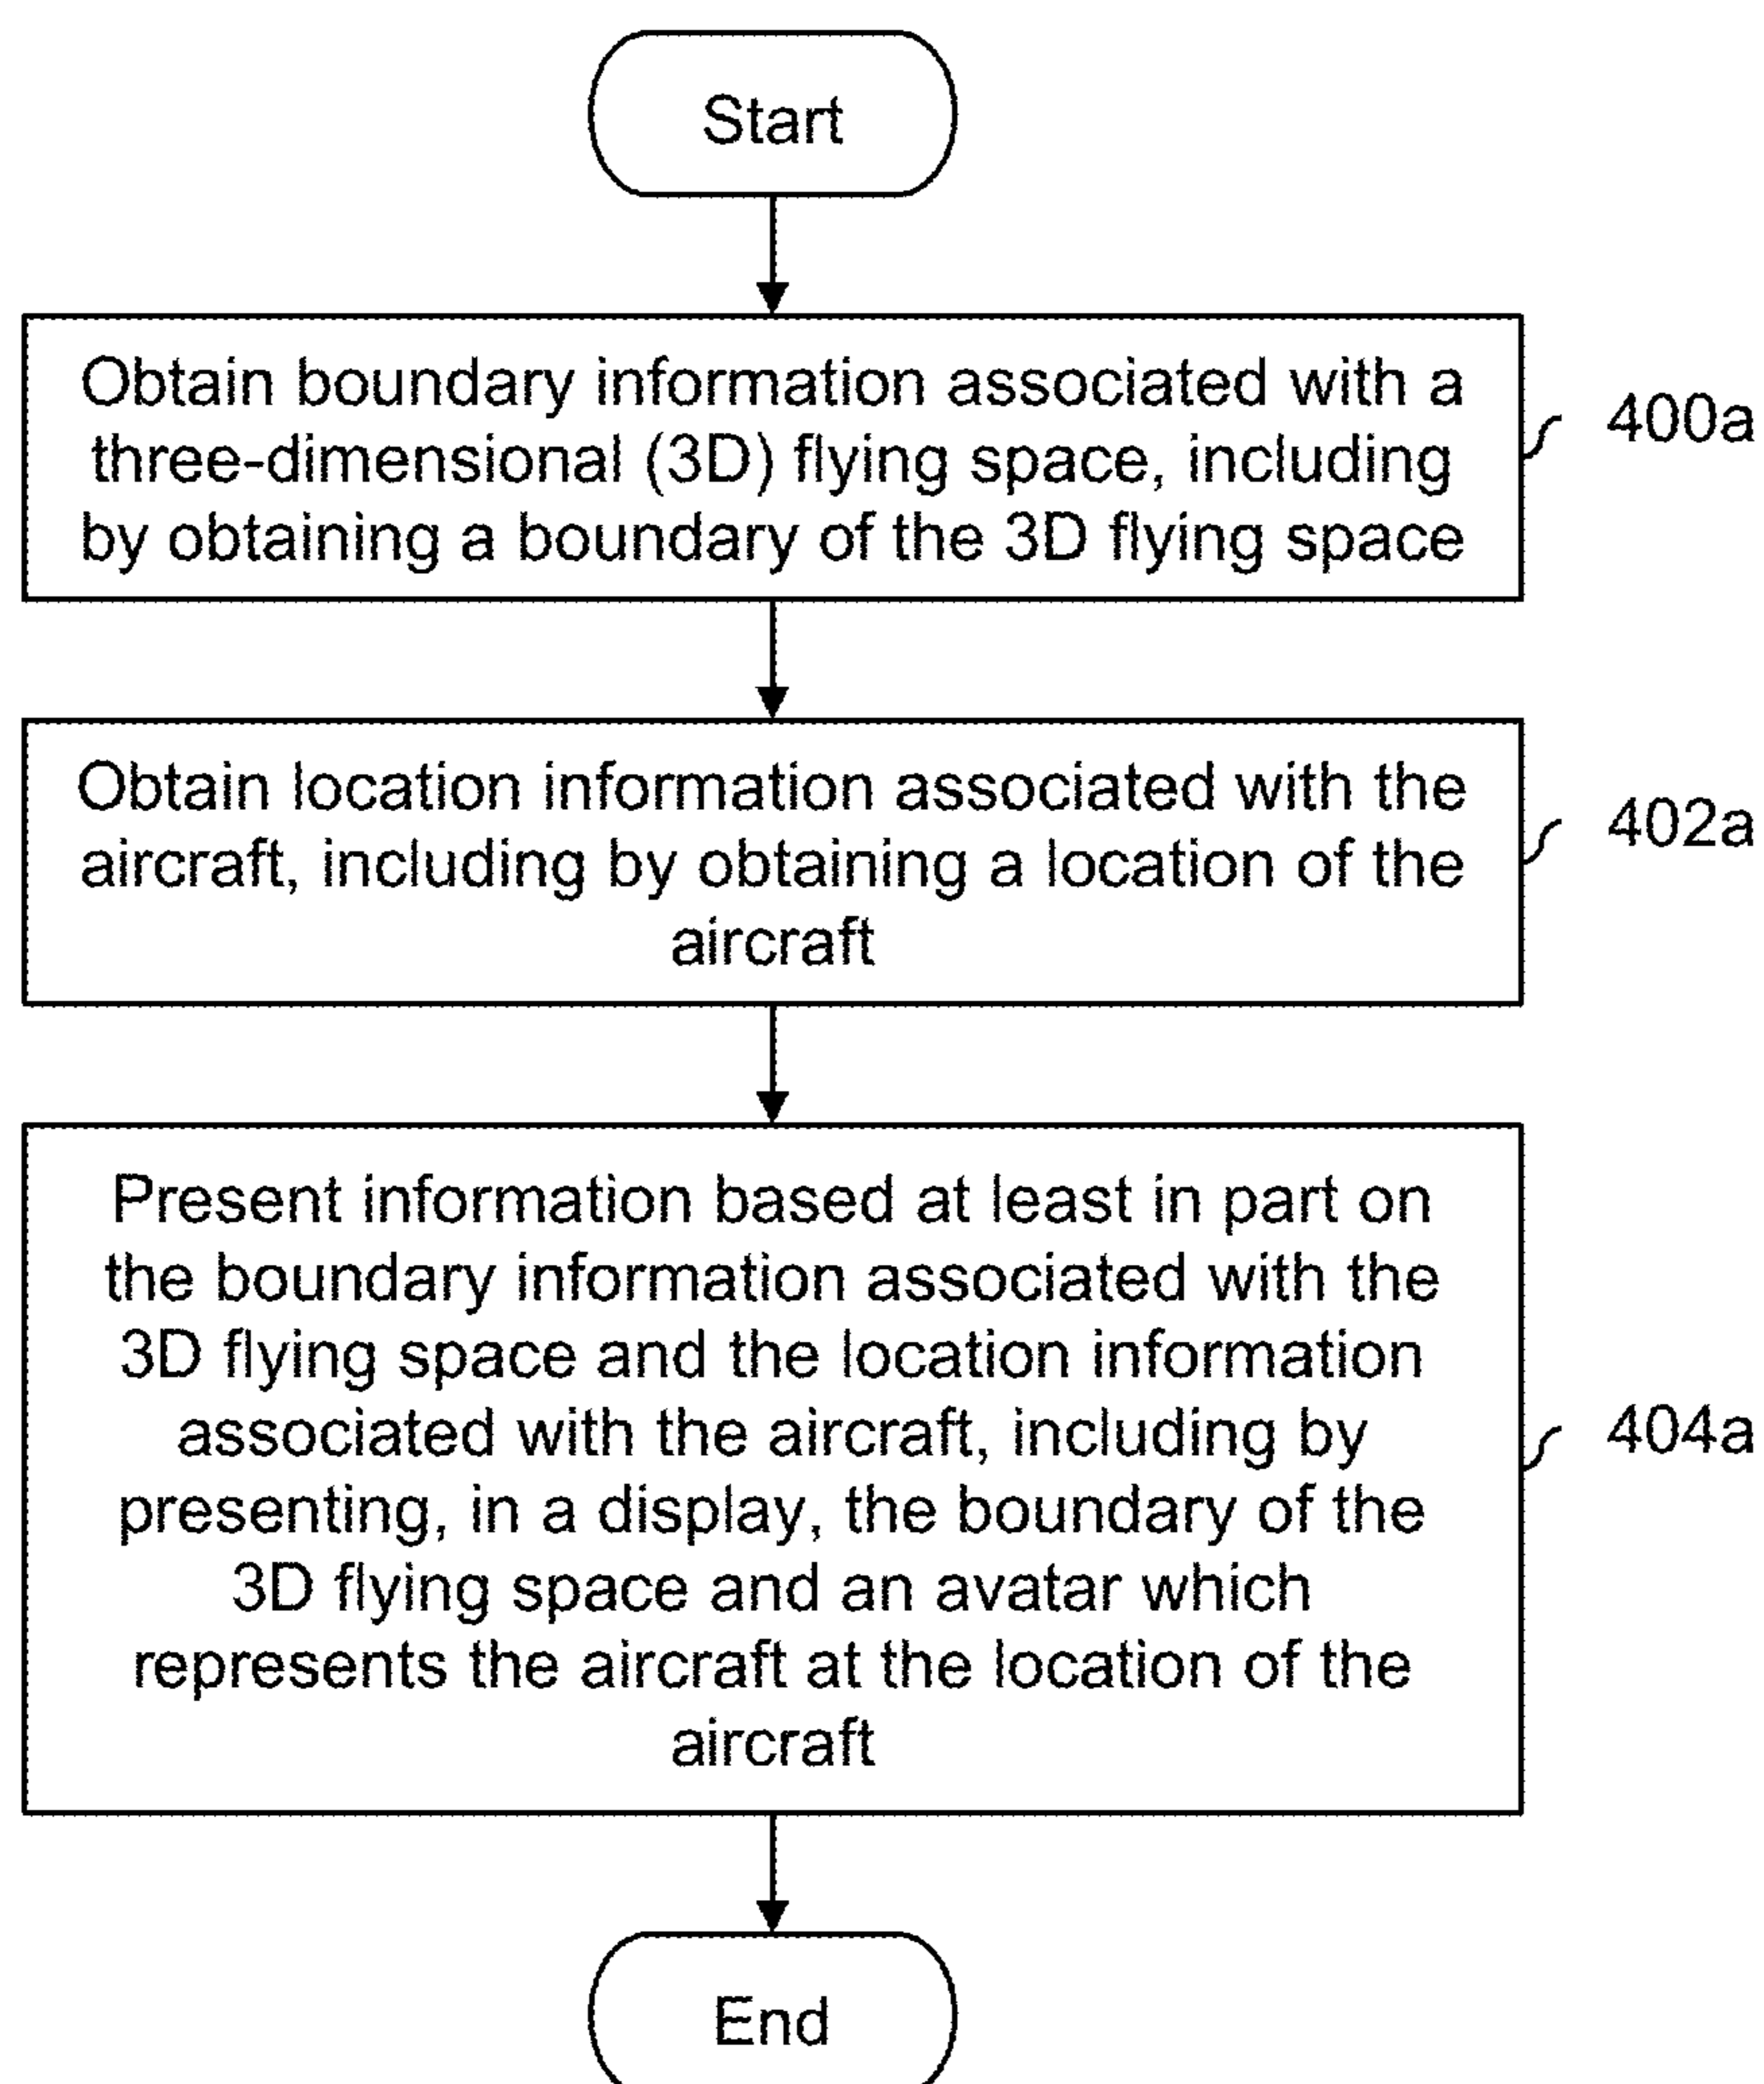 Start
Obtain boundary information associated with a
three-dimensional (3D) flying space, including
by obtaining a boundary of the 3D flying space
400a
Obtain location information associated with the
aircraft, including by obtaining a location of the
aircraft
402a
Present information based at least in part on
the boundary information associated with the
3D flying space and the location information
associated with the aircraft, including by
presenting, in a display, the boundary of the
3D flying space and an avatar which
represents the aircraft at the location of the
aircraft
404a
End